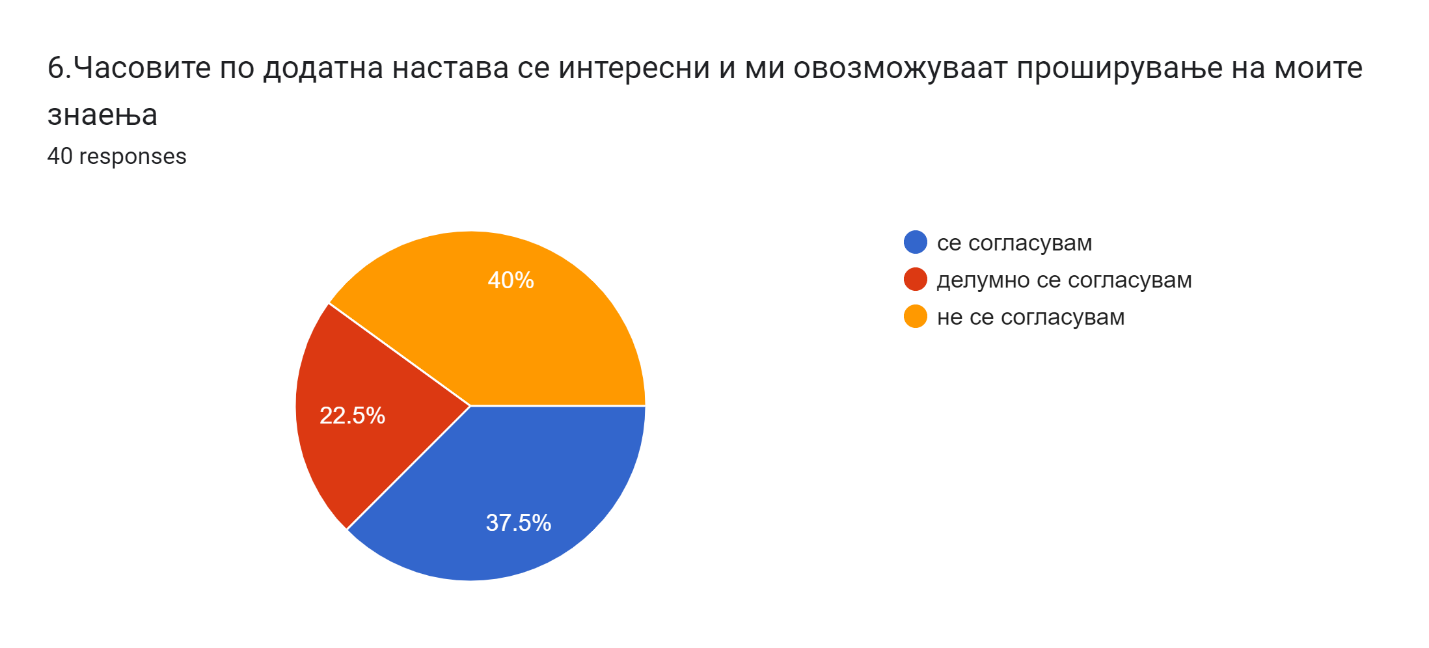 6.Часовите по додатна настава се интересни и ми овозможуваат проширување на моите
знаења
40 responses
се согласувам
делумно се согласувам
не се согласувам
40%
22.5%
37.5%